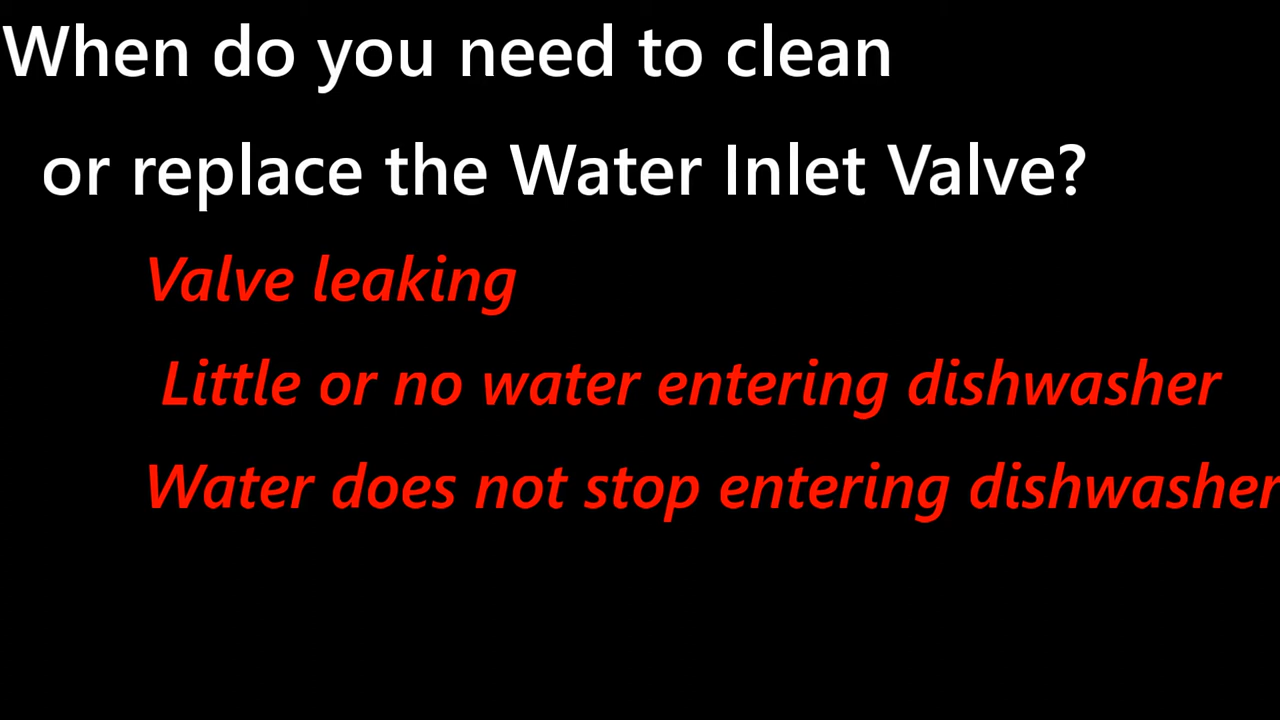 When do you need to clean
or replace the Water Inlet Valve?
Valve leaking
Little or no water entering dishwasher
Water does not stop entering dishwasher